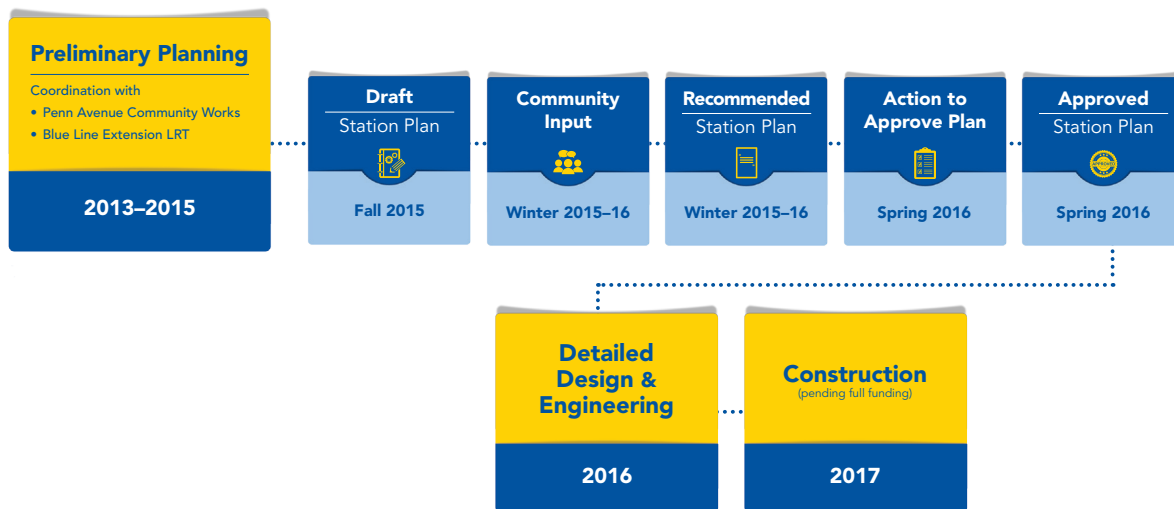 Preliminary Planning
Coordination with
• Penn Avenue Community Works
• Blue Line Extension LRT
2013–2015
Draft
Station Plan
Fall 2015
Community
Input
Winter 2015–16
Recommended
Station Plan
Winter 2015–16
Action to
Approve Plan
Spring 2016
Approved
Station Plan
APPROVED
Spring 2016
Detailed
Design &
Engineering
2016
Construction
(pending full funding)
2017